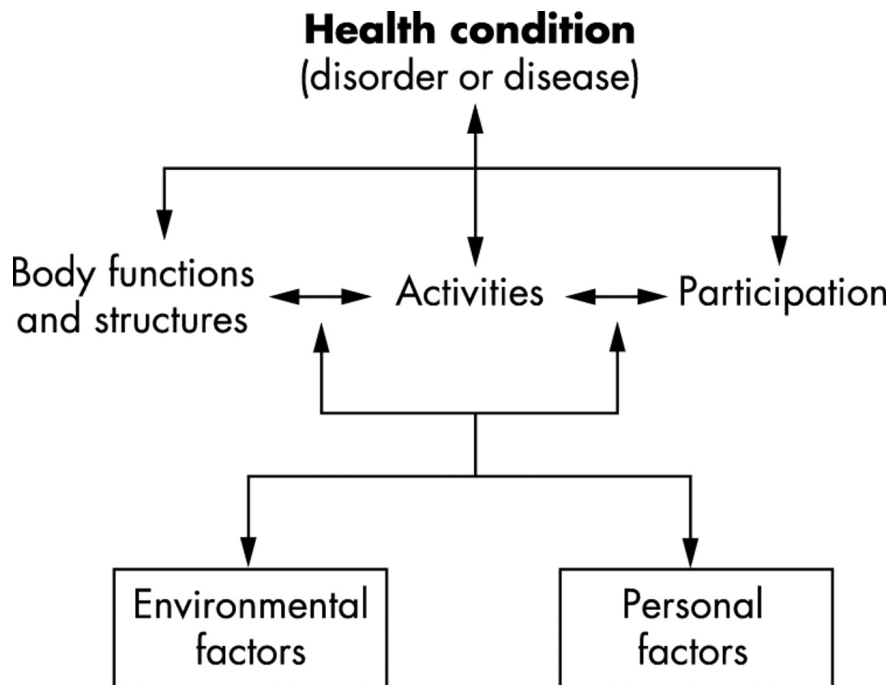 Health condition
(disorder or disease)
Body functions
and structures
Activities
Participation
Environmental
factors
Personal
factors